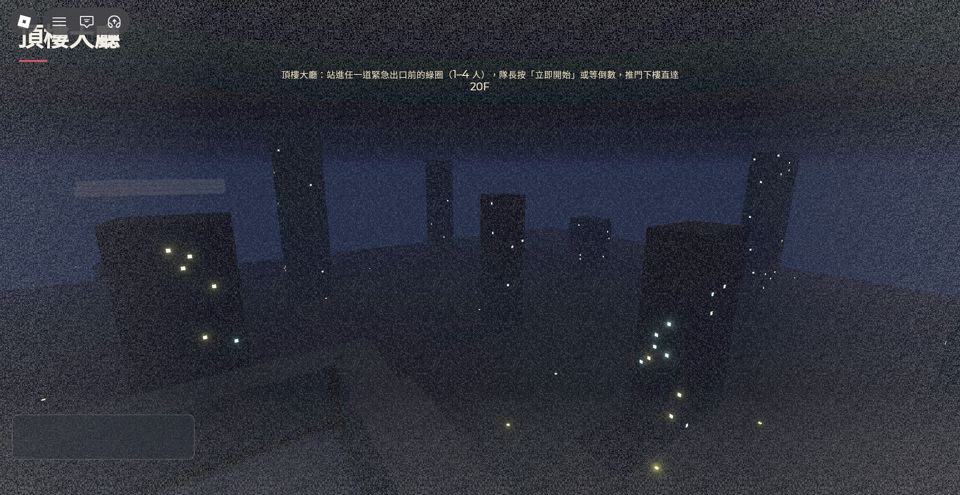 頂樓大廳
頂樓大廳：站進任一道緊急出口前的綠圈（1–4 人），隊長按「立即開始」或等倒數，推門下樓直達
20F